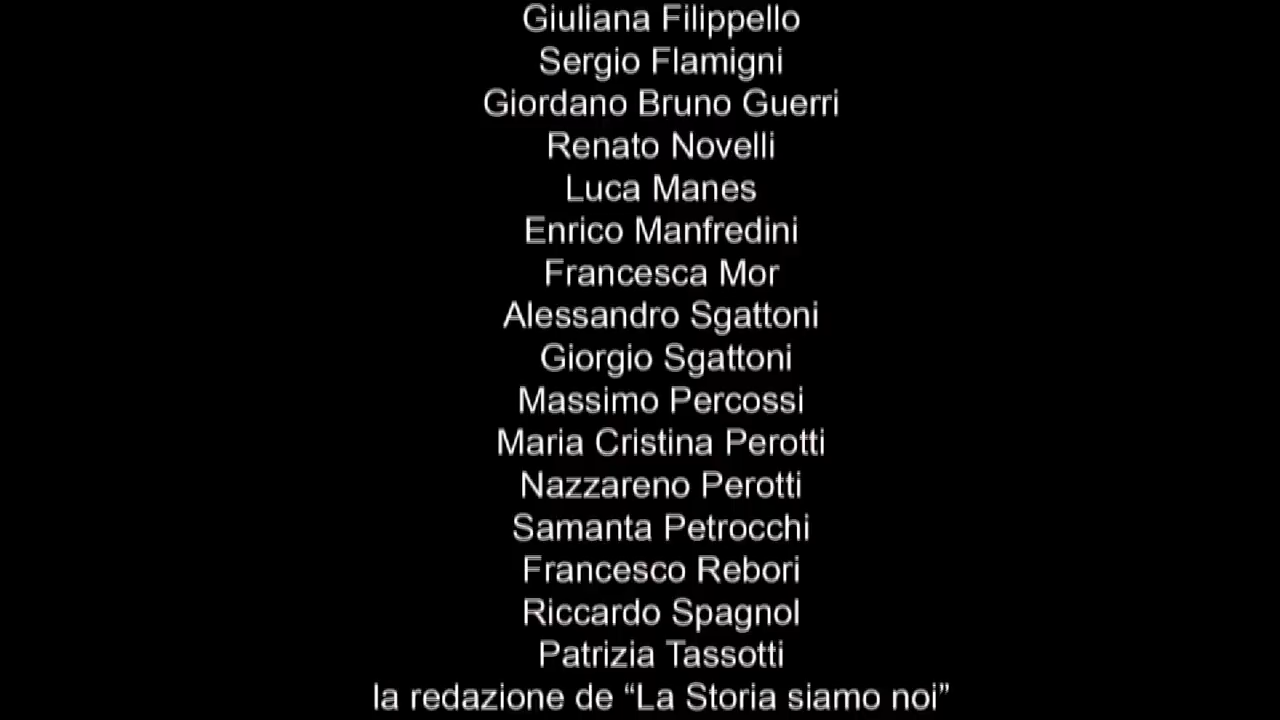 Giuliana Filippello
Sergio Flamigni
Giordano Bruno Guerri
Renato Novelli
Luca Manes
Enrico Manfredini
Francesca Mor
Alessandro Sgattoni
Giorgio Sgattoni
Massimo Percossi
Maria Cristina Perotti
Nazzareno Perotti
Samanta Petrocchi
Francesco Rebori
Riccardo Spagnol
Patrizia Tassotti
la redazione de “La Storia siamo noi”